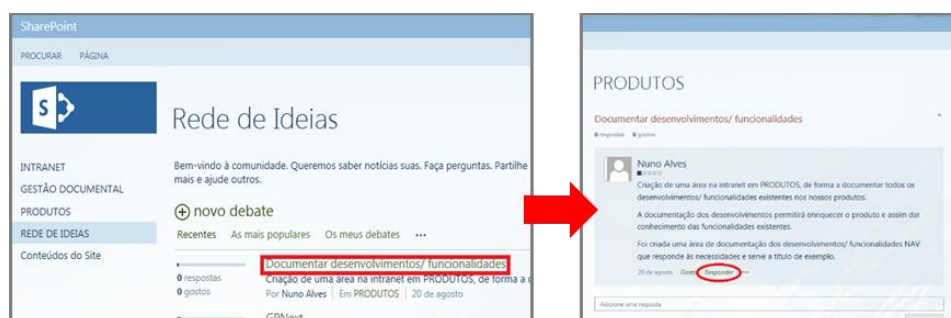 SharePoint
PROCURAR PÁGINA
S
Rede de Ideias
INTRANET
GESTÃO DOCUMENTAL
PRODUTOS
REDE DE IDEIAS
Conteúdos do Site
Bem-vindo à comunidade. Queremos saber notícias suas. Faça perguntas. Partilhe
mais e ajude outros.
novo debate
Recentes As mais populares Os meus debates ...
Documentar desenvolvimentos/ funcionalidades
0 respostas
0 gostos
Criação de uma área na intranet em PRODUTOS, de forma a
Por Nuno Alves | Em PRODUTOS | 20 de agosto
GPNext
PRODUTOS
Documentar desenvolvimentos/ funcionalidades
0 respostas 0 gostos
Nuno Alves
Criação de uma área na intranet em PRODUTOS, de forma a documentar todos os
desenvolvimentos/ funcionalidades existentes nos nossos produtos.
A documentação dos desenvolvimentos permitirá enriquecer o produto e assim dar
conhecimento das funcionalidades existentes.
Foi criada uma área de documentação dos desenvolvimentos/ funcionalidades NAV
que responde às necessidades e serve a título de exemplo.
20 de agosto Gosto Responder ...
Adicione uma resposta